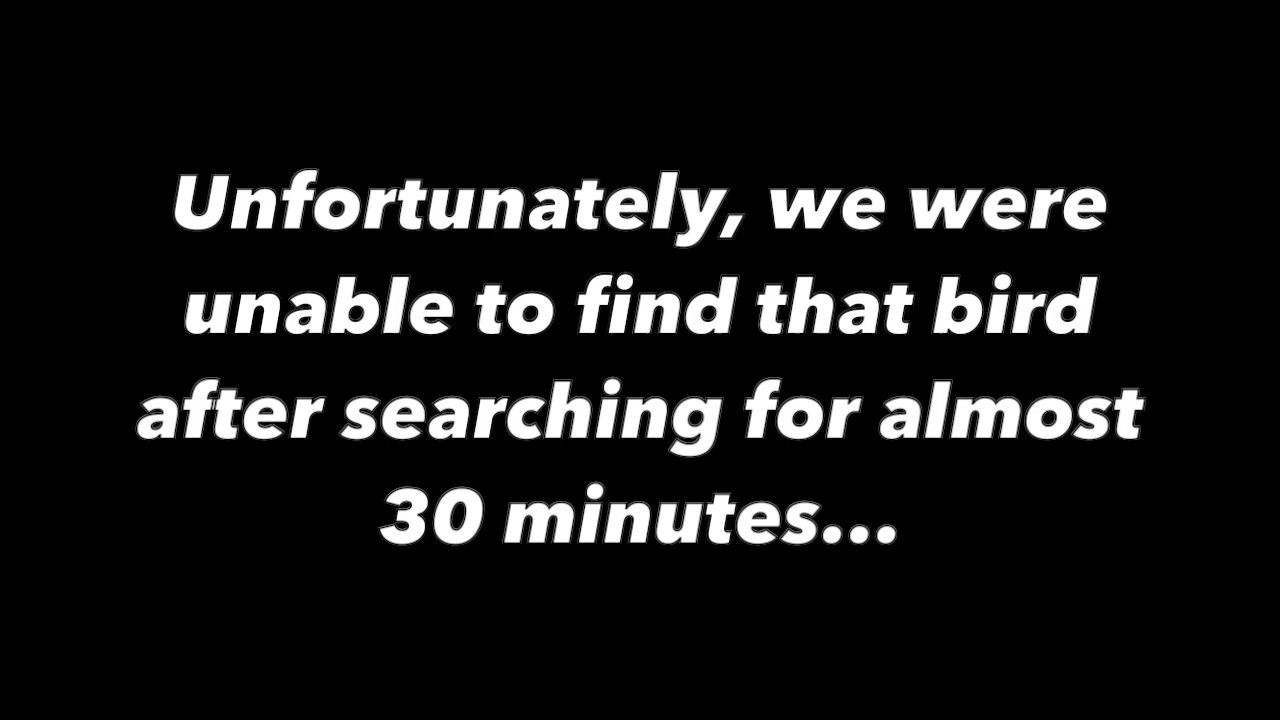 Unfortunately, we were
unable to find that bird
after searching for almost
30 minutes...